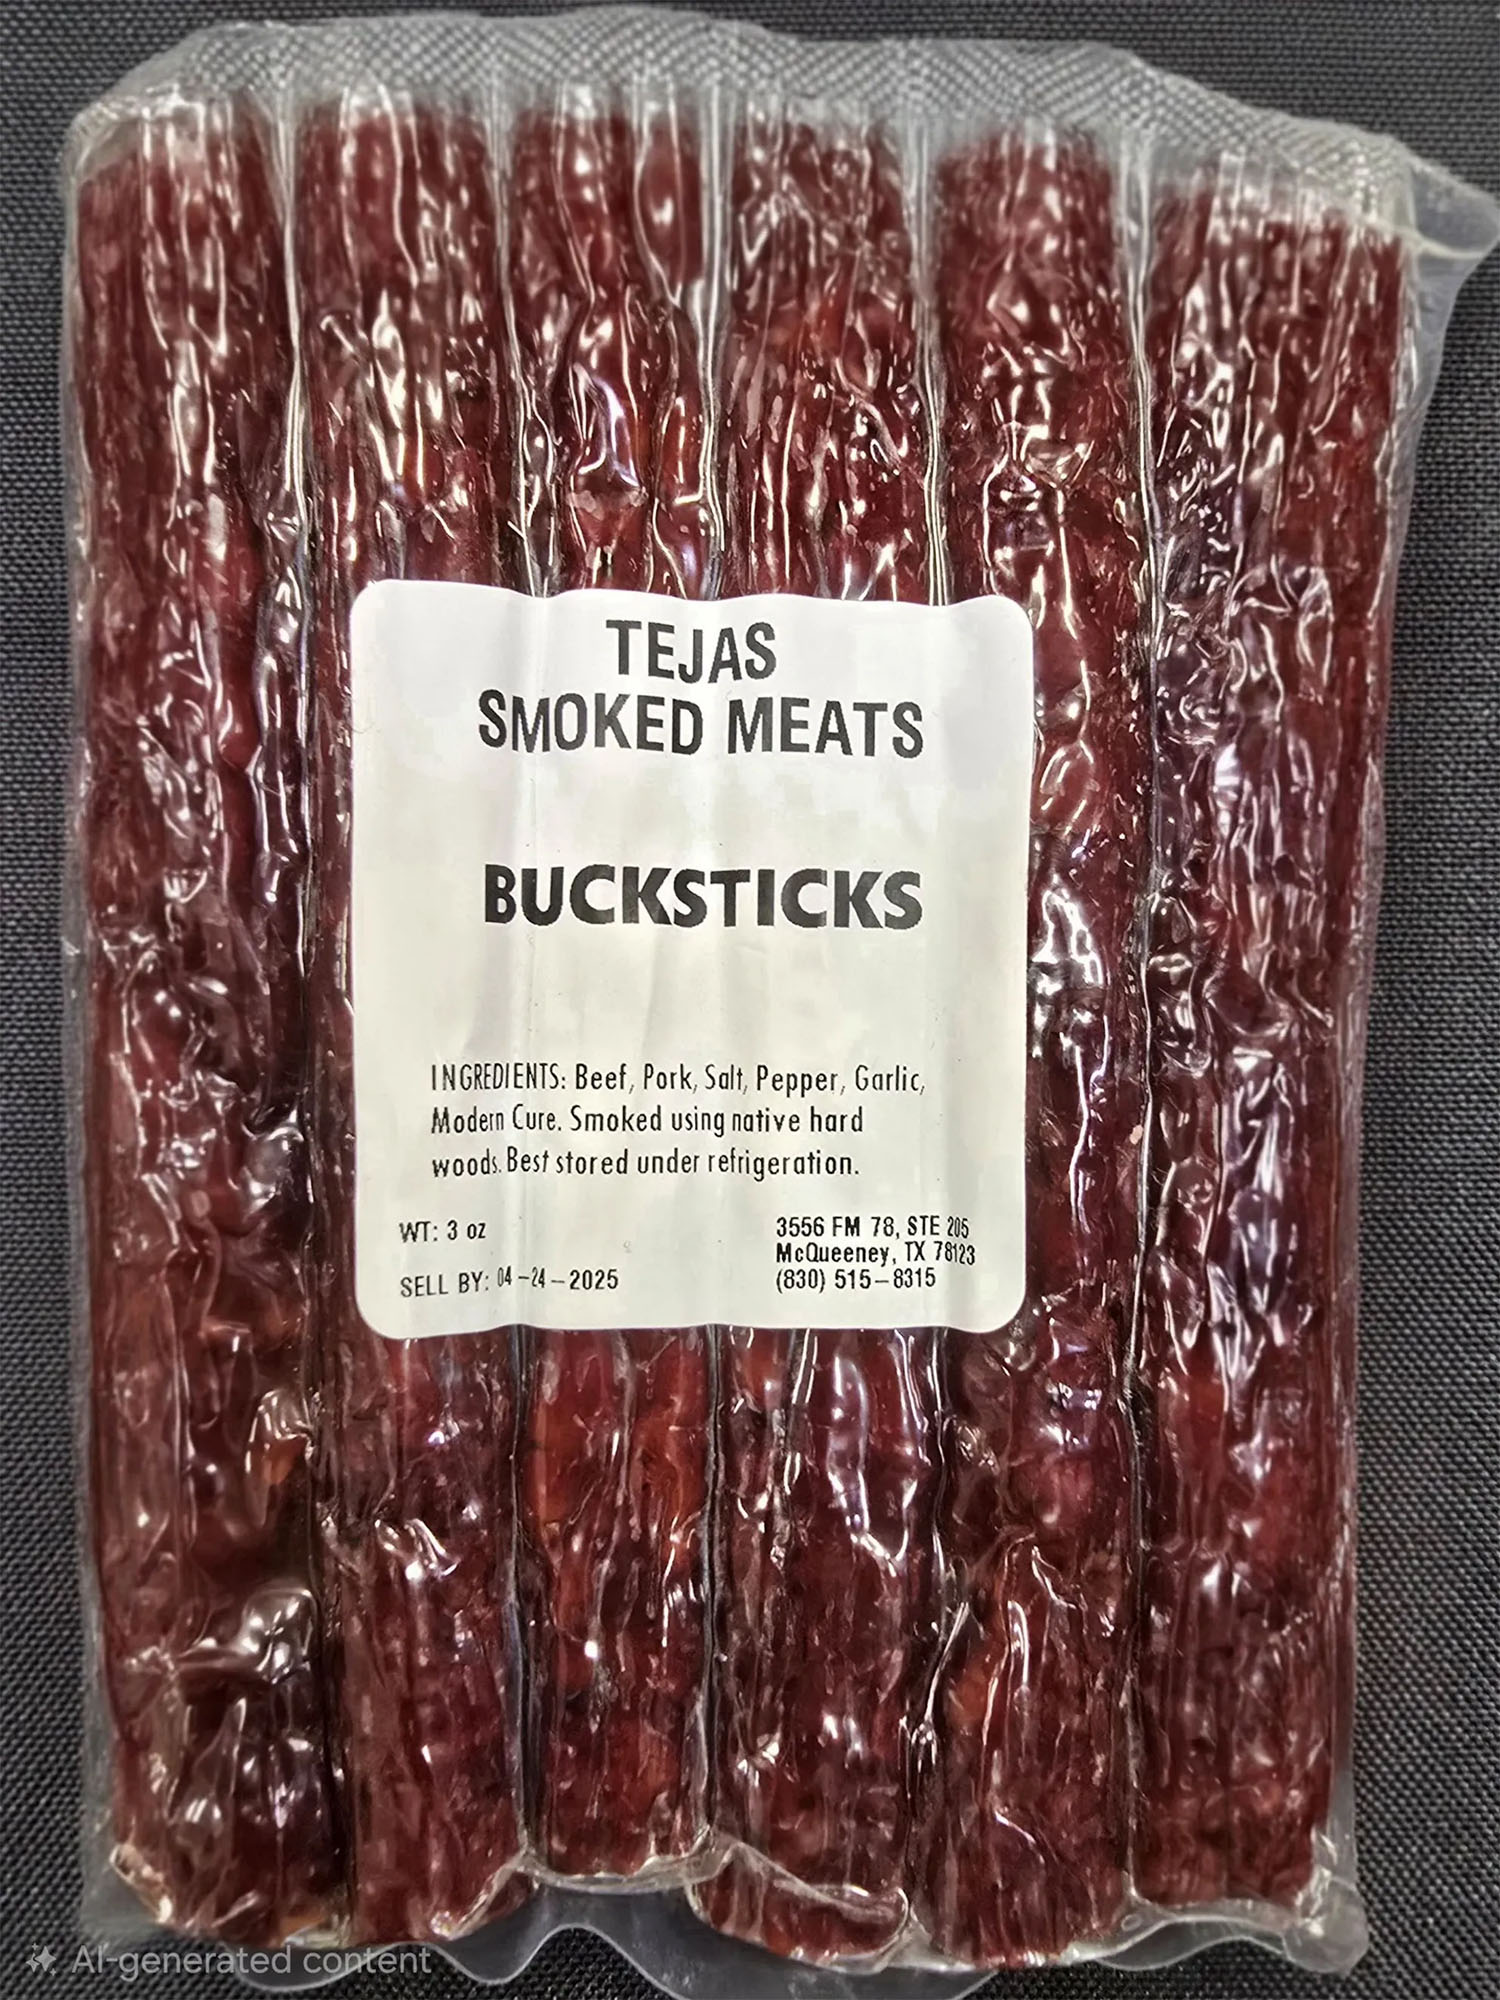 TEJAS
SMOKED MEATS
BUCKSTICKS
INGREDIENTS: Beef, Pork, Salt, Pepper, Garlic,
Modern Cure. Smoked using native hard
woods. Best stored under refrigeration.
WT: 3 oz
SELL BY: 04-24-2025
3556 FM 78, STE 205
McQueeney, TX 78123
(830) 515-8315
AI-generated content